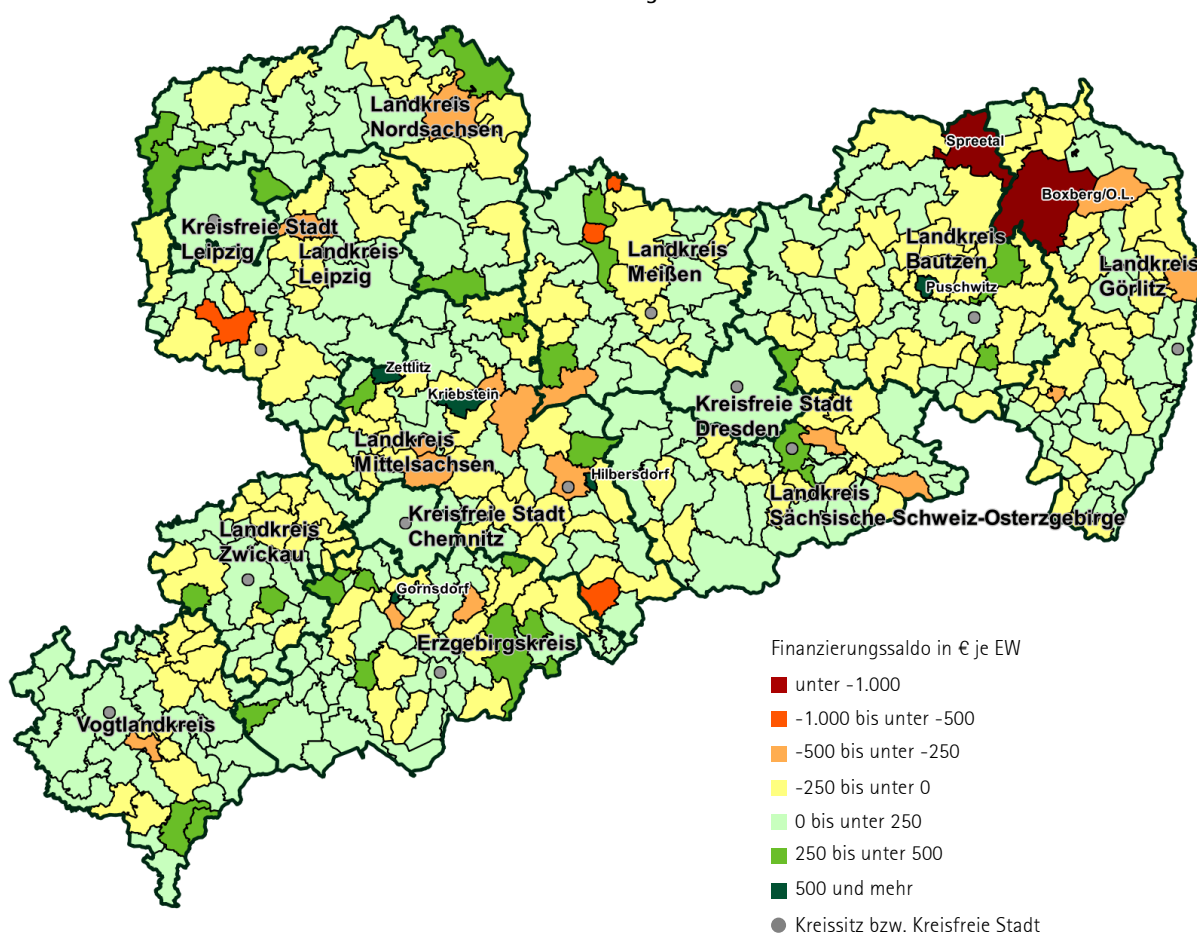 Landkreis
Nordsachsen
Spreetal
Boxberg/O.L.
Kreisfreie Stadt
Leipzig
Landkreis
Leipzig
Landkreis
Meißen
Landkreis
Bautzen
Puschwitz
Landkreis
Görlitz
Zettlitz
Kriebstein
Kreisfreie Stadt
Dresden
Landkreis
Mittelsachsen
Hilbersdorf
Landkreis
Sächsische Schweiz-Osterzgebirge
Kreisfreie Stadt
Chemnitz
Landkreis
Zwickau
Gornsdorf
Erzgebirgskreis
Vogtlandkreis
Finanzierungssaldo in € je EW
unter -1.000
-1.000 bis unter -500
-500 bis unter -250
-250 bis unter 0
0 bis unter 250
250 bis unter 500
500 und mehr
Kreissitz bzw. Kreisfreie Stadt